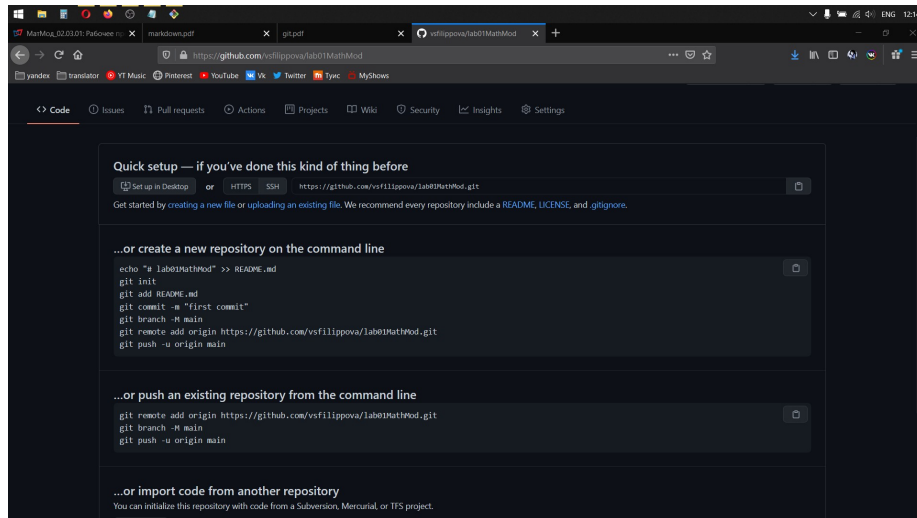 ENG 12:1
МатМод_02.03.01: Рабочее пр
markdown.pdf
git.pdf
vsfilippova/lab01MathMod
https://github.com/vsfilippova/lab01MathMod
yandex translator YT Music Pinterest YouTube Vk Twitter Туис MyShows
Code Issues Pull requests Actions Projects Wiki Security Insights Settings
Quick setup — if you've done this kind of thing before
Set up in Desktop or HTTPS SSH https://github.com/vsfilippova/lab01MathMod.git
Get started by creating a new file or uploading an existing file. We recommend every repository include a README, LICENSE, and .gitignore.
...or create a new repository on the command line
echo "# lab01MathMod" >> README.md
git init
git add README.md
git commit -m "first commit"
git branch -M main
git remote add origin https://github.com/vsfilippova/lab01MathMod.git
git push -u origin main
...or push an existing repository from the command line
git remote add origin https://github.com/vsfilippova/lab01MathMod.git
git branch -M main
git push -u origin main
...or import code from another repository
You can initialize this repository with code from a Subversion, Mercurial, or TFS project.